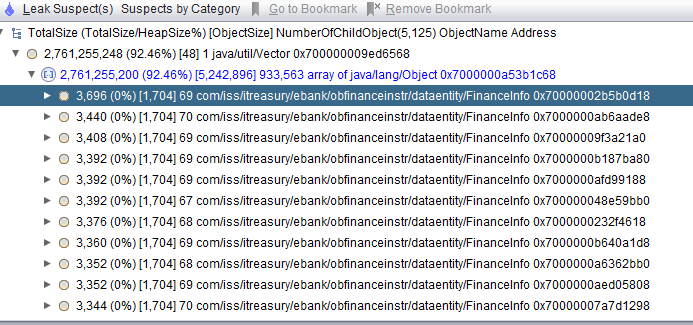 Leak Suspect(s) Suspects by Category Go to Bookmark Remove Bookmark
TotalSize (TotalSize/HeapSize%) [ObjectSize] NumberOfChildObject(5,125) ObjectName Address
2,761,255,248 (92.46%) [48] 1 java/util/Vector 0x700000009ed6568
2,761,255,200 (92.46%) [5,242,896] 933,563 array of java/lang/Object 0x7000000a53b1c68
3,696 (0%) [1,704] 69 com/iss/itreasury/ebank/obfinanceinstr/dataentity/FinanceInfo 0x70000002b5b0d18
3,440 (0%) [1,704] 70 com/iss/itreasury/ebank/obfinanceinstr/dataentity/FinanceInfo 0x7000000ab6aade8
3,408 (0%) [1,704] 69 com/iss/itreasury/ebank/obfinanceinstr/dataentity/FinanceInfo 0x70000009f3a21a0
3,392 (0%) [1,704] 69 com/iss/itreasury/ebank/obfinanceinstr/dataentity/FinanceInfo 0x7000000b187ba80
3,392 (0%) [1,704] 69 com/iss/itreasury/ebank/obfinanceinstr/dataentity/FinanceInfo 0x7000000afd99188
3,392 (0%) [1,704] 67 com/iss/itreasury/ebank/obfinanceinstr/dataentity/FinanceInfo 0x700000048e59bb0
3,376 (0%) [1,704] 68 com/iss/itreasury/ebank/obfinanceinstr/dataentity/FinanceInfo 0x7000000232f4618
3,360 (0%) [1,704] 69 com/iss/itreasury/ebank/obfinanceinstr/dataentity/FinanceInfo 0x7000000b640a1d8
3,352 (0%) [1,704] 68 com/iss/itreasury/ebank/obfinanceinstr/dataentity/FinanceInfo 0x7000000a6362bb0
3,352 (0%) [1,704] 69 com/iss/itreasury/ebank/obfinanceinstr/dataentity/FinanceInfo 0x7000000aed05808
3,344 (0%) [1,704] 70 com/iss/itreasury/ebank/obfinanceinstr/dataentity/FinanceInfo 0x70000007a7d1298